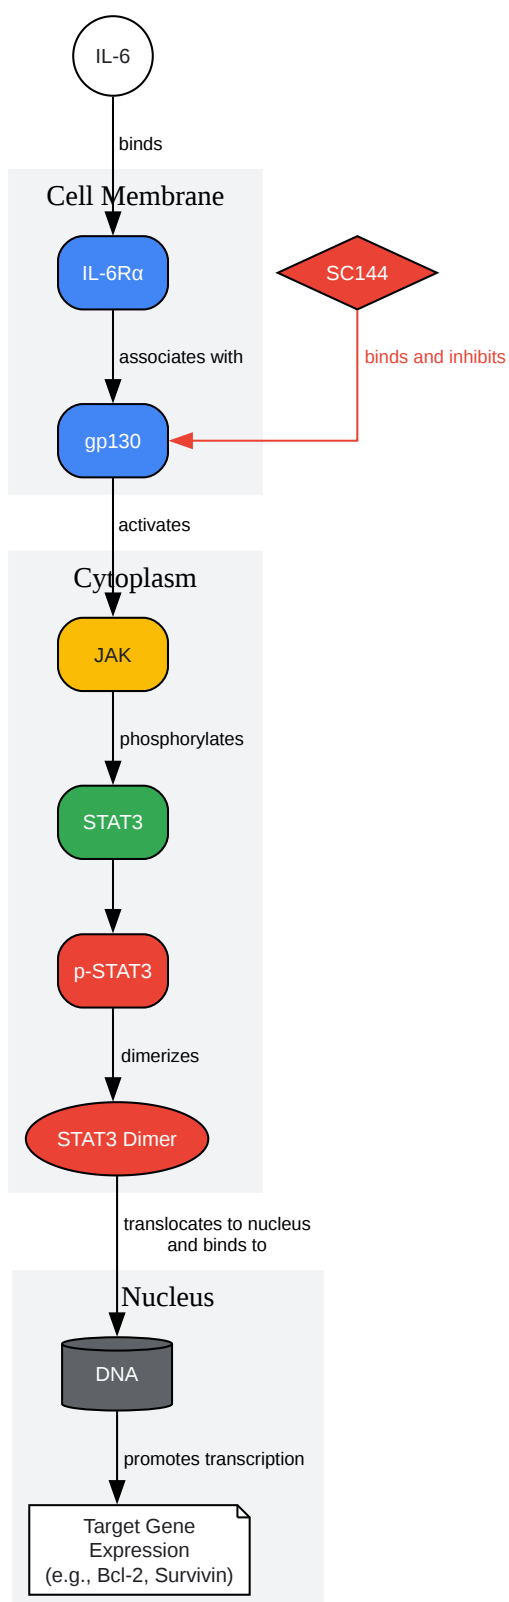 IL-6
binds
Cell Membrane
IL-6Rα
SC144
associates with
binds and inhibits
gp130
activates
Cytoplasm
JAK
phosphorylates
STAT3
p-STAT3
dimerizes
STAT3 Dimer
translocates to nucleus
and binds to
Nucleus
DNA
promotes transcription
Target Gene
Expression
(e.g., Bcl-2, Survivin)